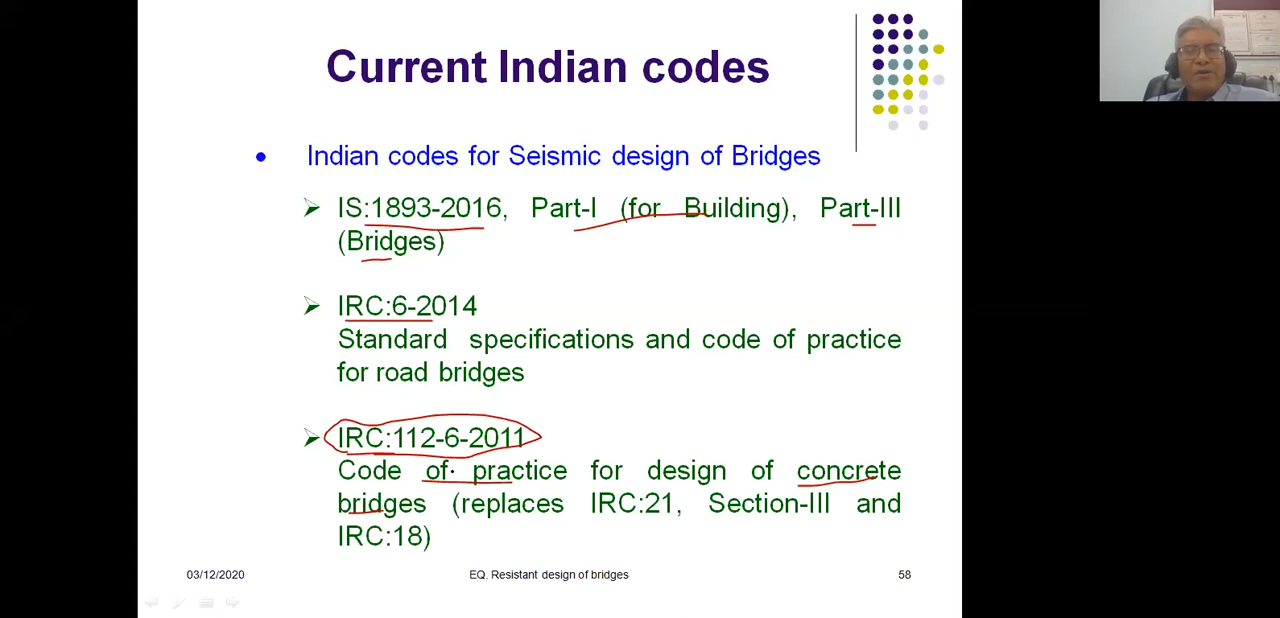 Current Indian codes
• Indian codes for Seismic design of Bridges
➢ IS:1893-2016, Part-I (for Building), Part-III
(Bridges)
➢ IRC:6-2014
Standard specifications and code of practice
for road bridges
➢ IRC:112-6-2011
Code of practice for design of concrete
bridges (replaces IRC:21, Section-III and
IRC:18)
03/12/2020 EQ. Resistant design of bridges 58